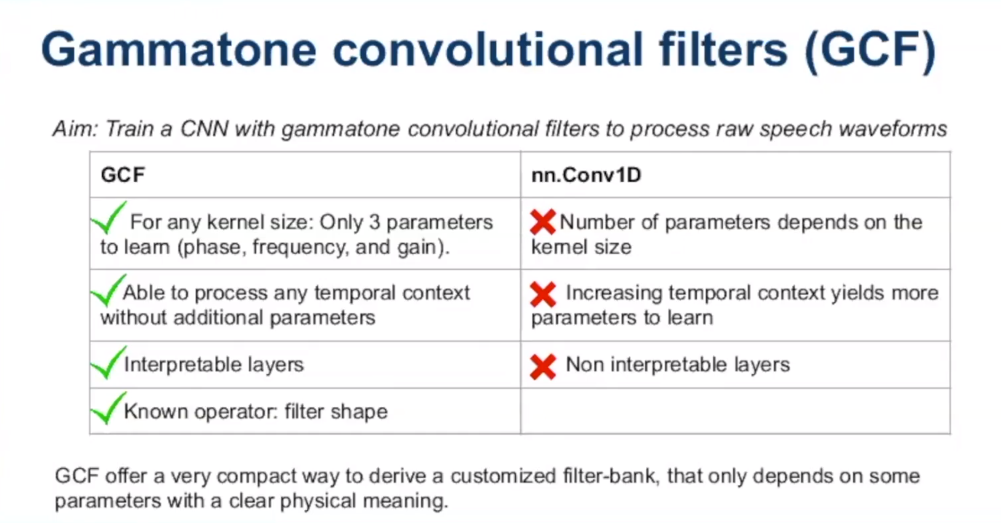 Gammatone convolutional filters (GCF)
Aim: Train a CNN with gammatone convolutional filters to process raw speech waveforms
GCF
nn.Conv1D
For any kernel size: Only 3 parameters
to learn (phase, frequency, and gain).
Number of parameters depends on the
kernel size
Able to process any temporal context
without additional parameters
Increasing temporal context yields more
parameters to learn
Interpretable layers
Non interpretable layers
Known operator: filter shape
GCF offer a very compact way to derive a customized filter-bank, that only depends on some
parameters with a clear physical meaning.